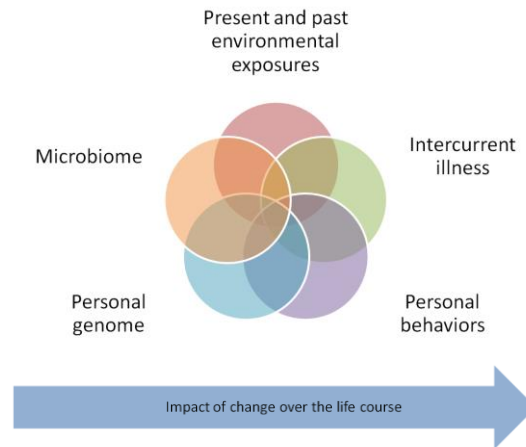 Present and past
environmental
exposures
Microbiome
Intercurrent
illness
Personal
genome
Personal
behaviors
Impact of change over the life course